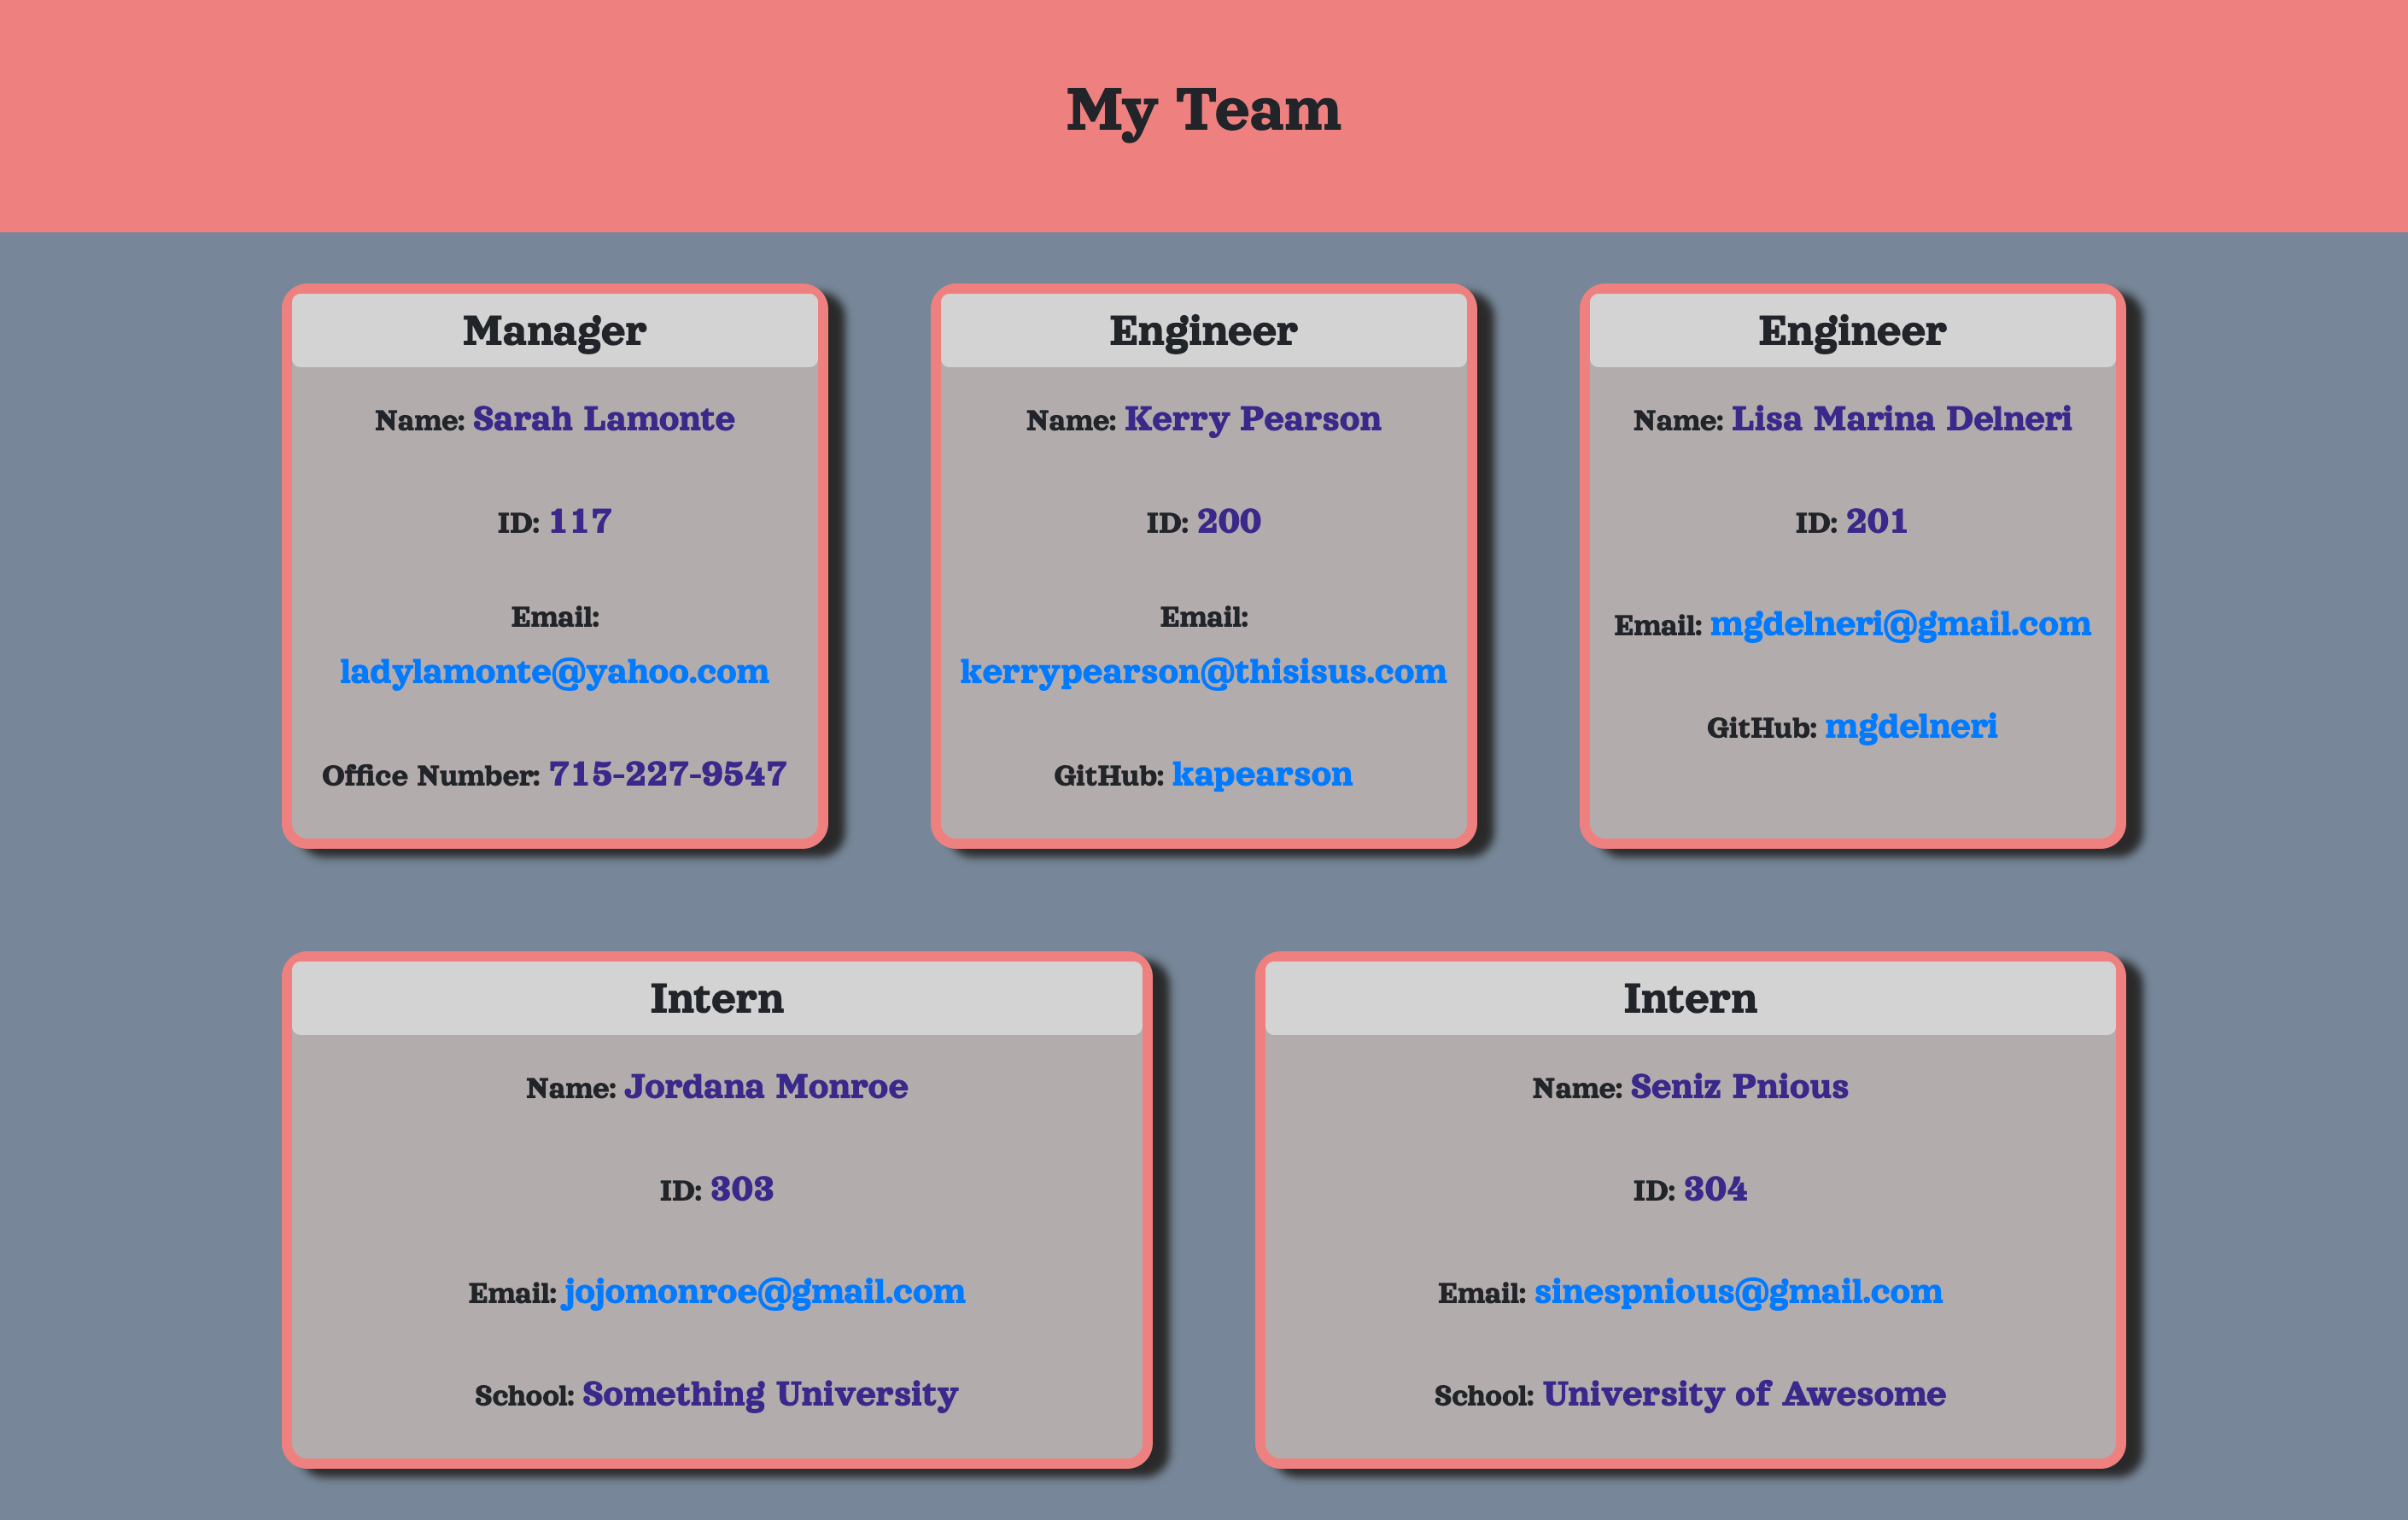 My Team
Manager
Name: Sarah Lamonte
ID: 117
Email:
ladylamonte@yahoo.com
Office Number: 715-227-9547
Engineer
Name: Kerry Pearson
ID: 200
Email:
kerrypearson@thisisus.com
GitHub: kapearson
Engineer
Name: Lisa Marina Delneri
ID: 201
Email: mgdelneri@gmail.com
GitHub: mgdelneri
Intern
Name: Jordana Monroe
ID: 303
Email: jojomonroe@gmail.com
School: Something University
Intern
Name: Seniz Pnious
ID: 304
Email: sinespnious@gmail.com
School: University of Awesome